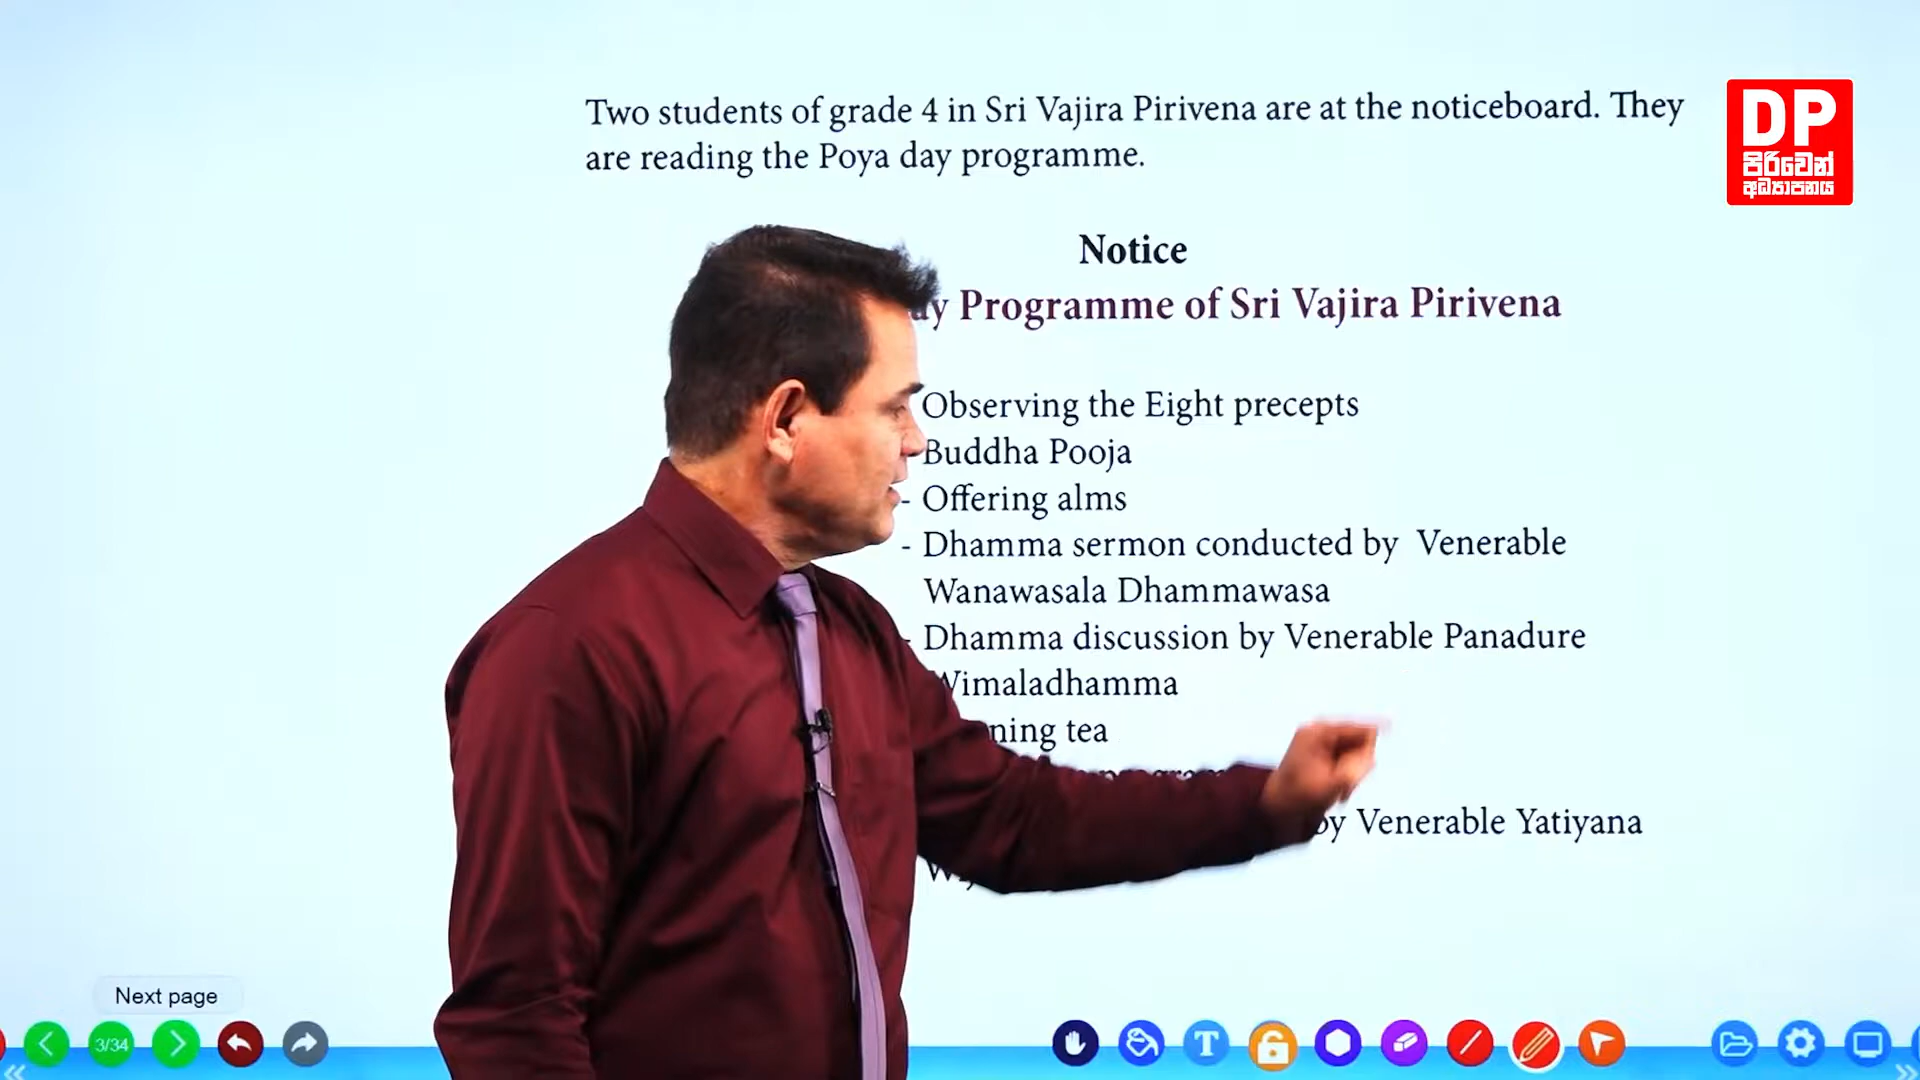 Two students of grade 4 in Sri Vajira Pirivena are at the noticeboard. They
are reading the Poya day programme.
DP
පිරිවෙන්
අධ්‍යාපනය
Notice
Programme of Sri Vajira Pirivena
Observing the Eight precepts
Buddha Pooja
- Offering alms
- Dhamma sermon conducted by Venerable
Wanawasala Dhammawasa
- Dhamma discussion by Venerable Panadure
Wimaladhamma
tea
by Venerable Yatiyana
Next page
3/34
T